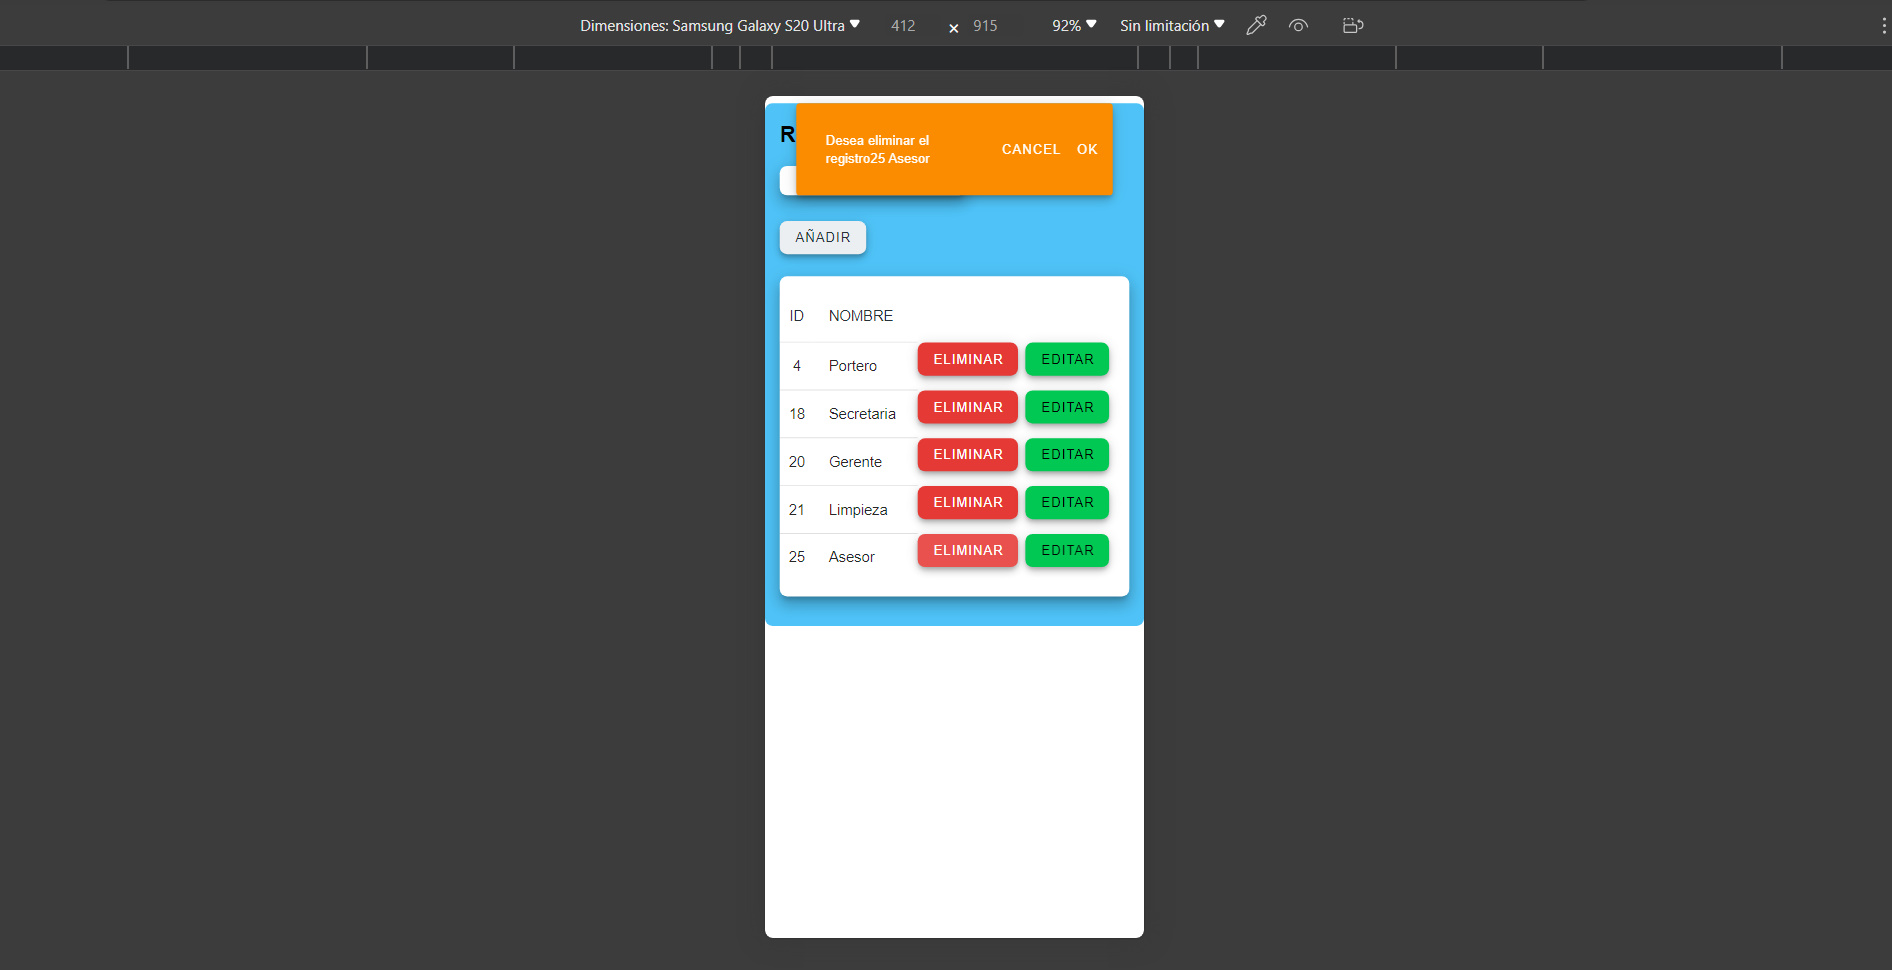 Dimensiones: Samsung Galaxy S20 Ultra 412 × 915 92% Sin limitación
R
Desea eliminar el
registro25 Asesor
CANCEL OK
AÑADIR
ID NOMBRE
4 Portero ELIMINAR EDITAR
18 Secretaria ELIMINAR EDITAR
20 Gerente ELIMINAR EDITAR
21 Limpieza ELIMINAR EDITAR
25 Asesor ELIMINAR EDITAR